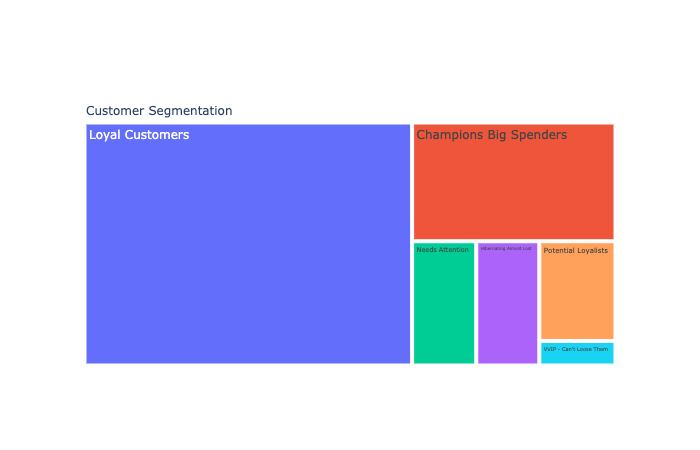 Customer Segmentation
Loyal Customers
Champions Big Spenders
Needs Attention
Hibernating Almost Lost
Potential Loyalists
VVIP - Can't Loose Them